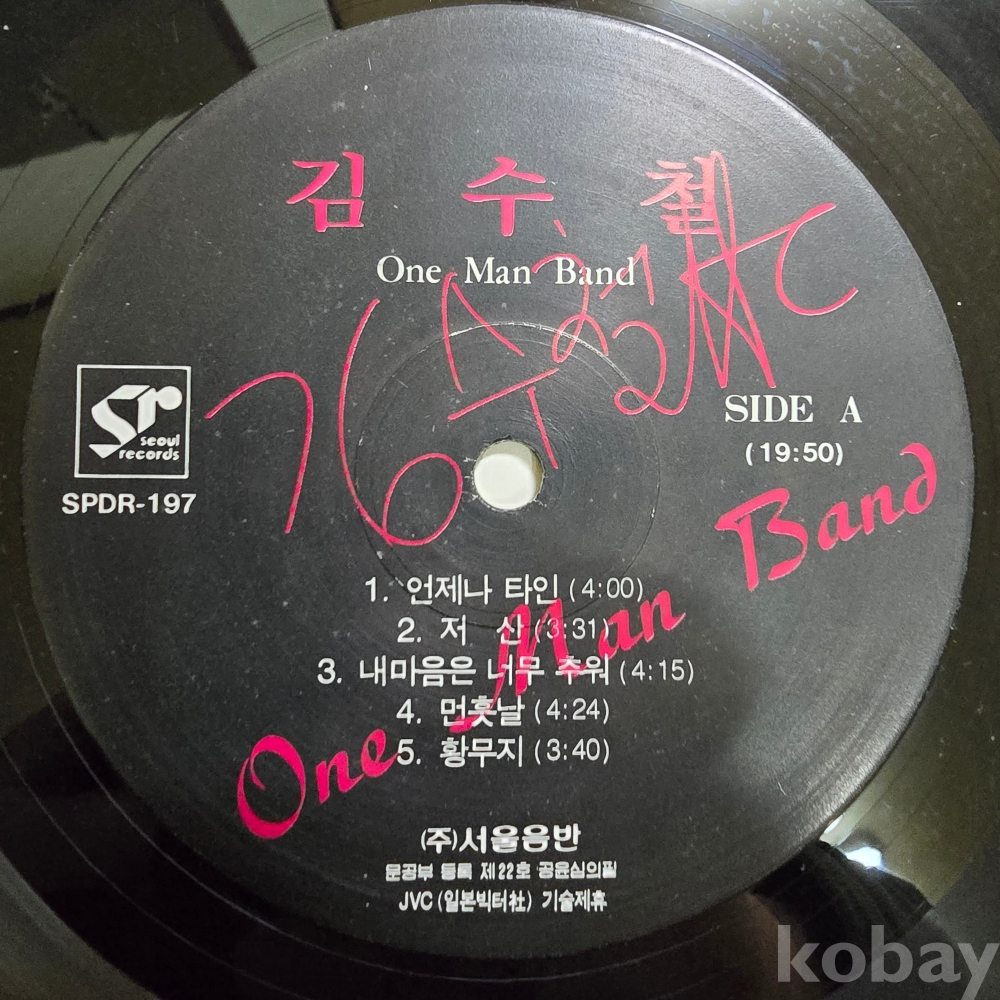 김 수 철
One Man Band
김수철
SIDE A
(19:50)
Sr
seoul
records
SPDR-197
One Man Band
1. 언제나 타인 (4:00)
2. 저 산 (3:31)
3. 내마음은 너무 추워 (4:15)
4. 먼훗날 (4:24)
5. 황무지 (3:40)
(주)서울음반
문공부 등록 제22호 공윤심의필
JVC (일본빅터社) 기술제휴
kobay